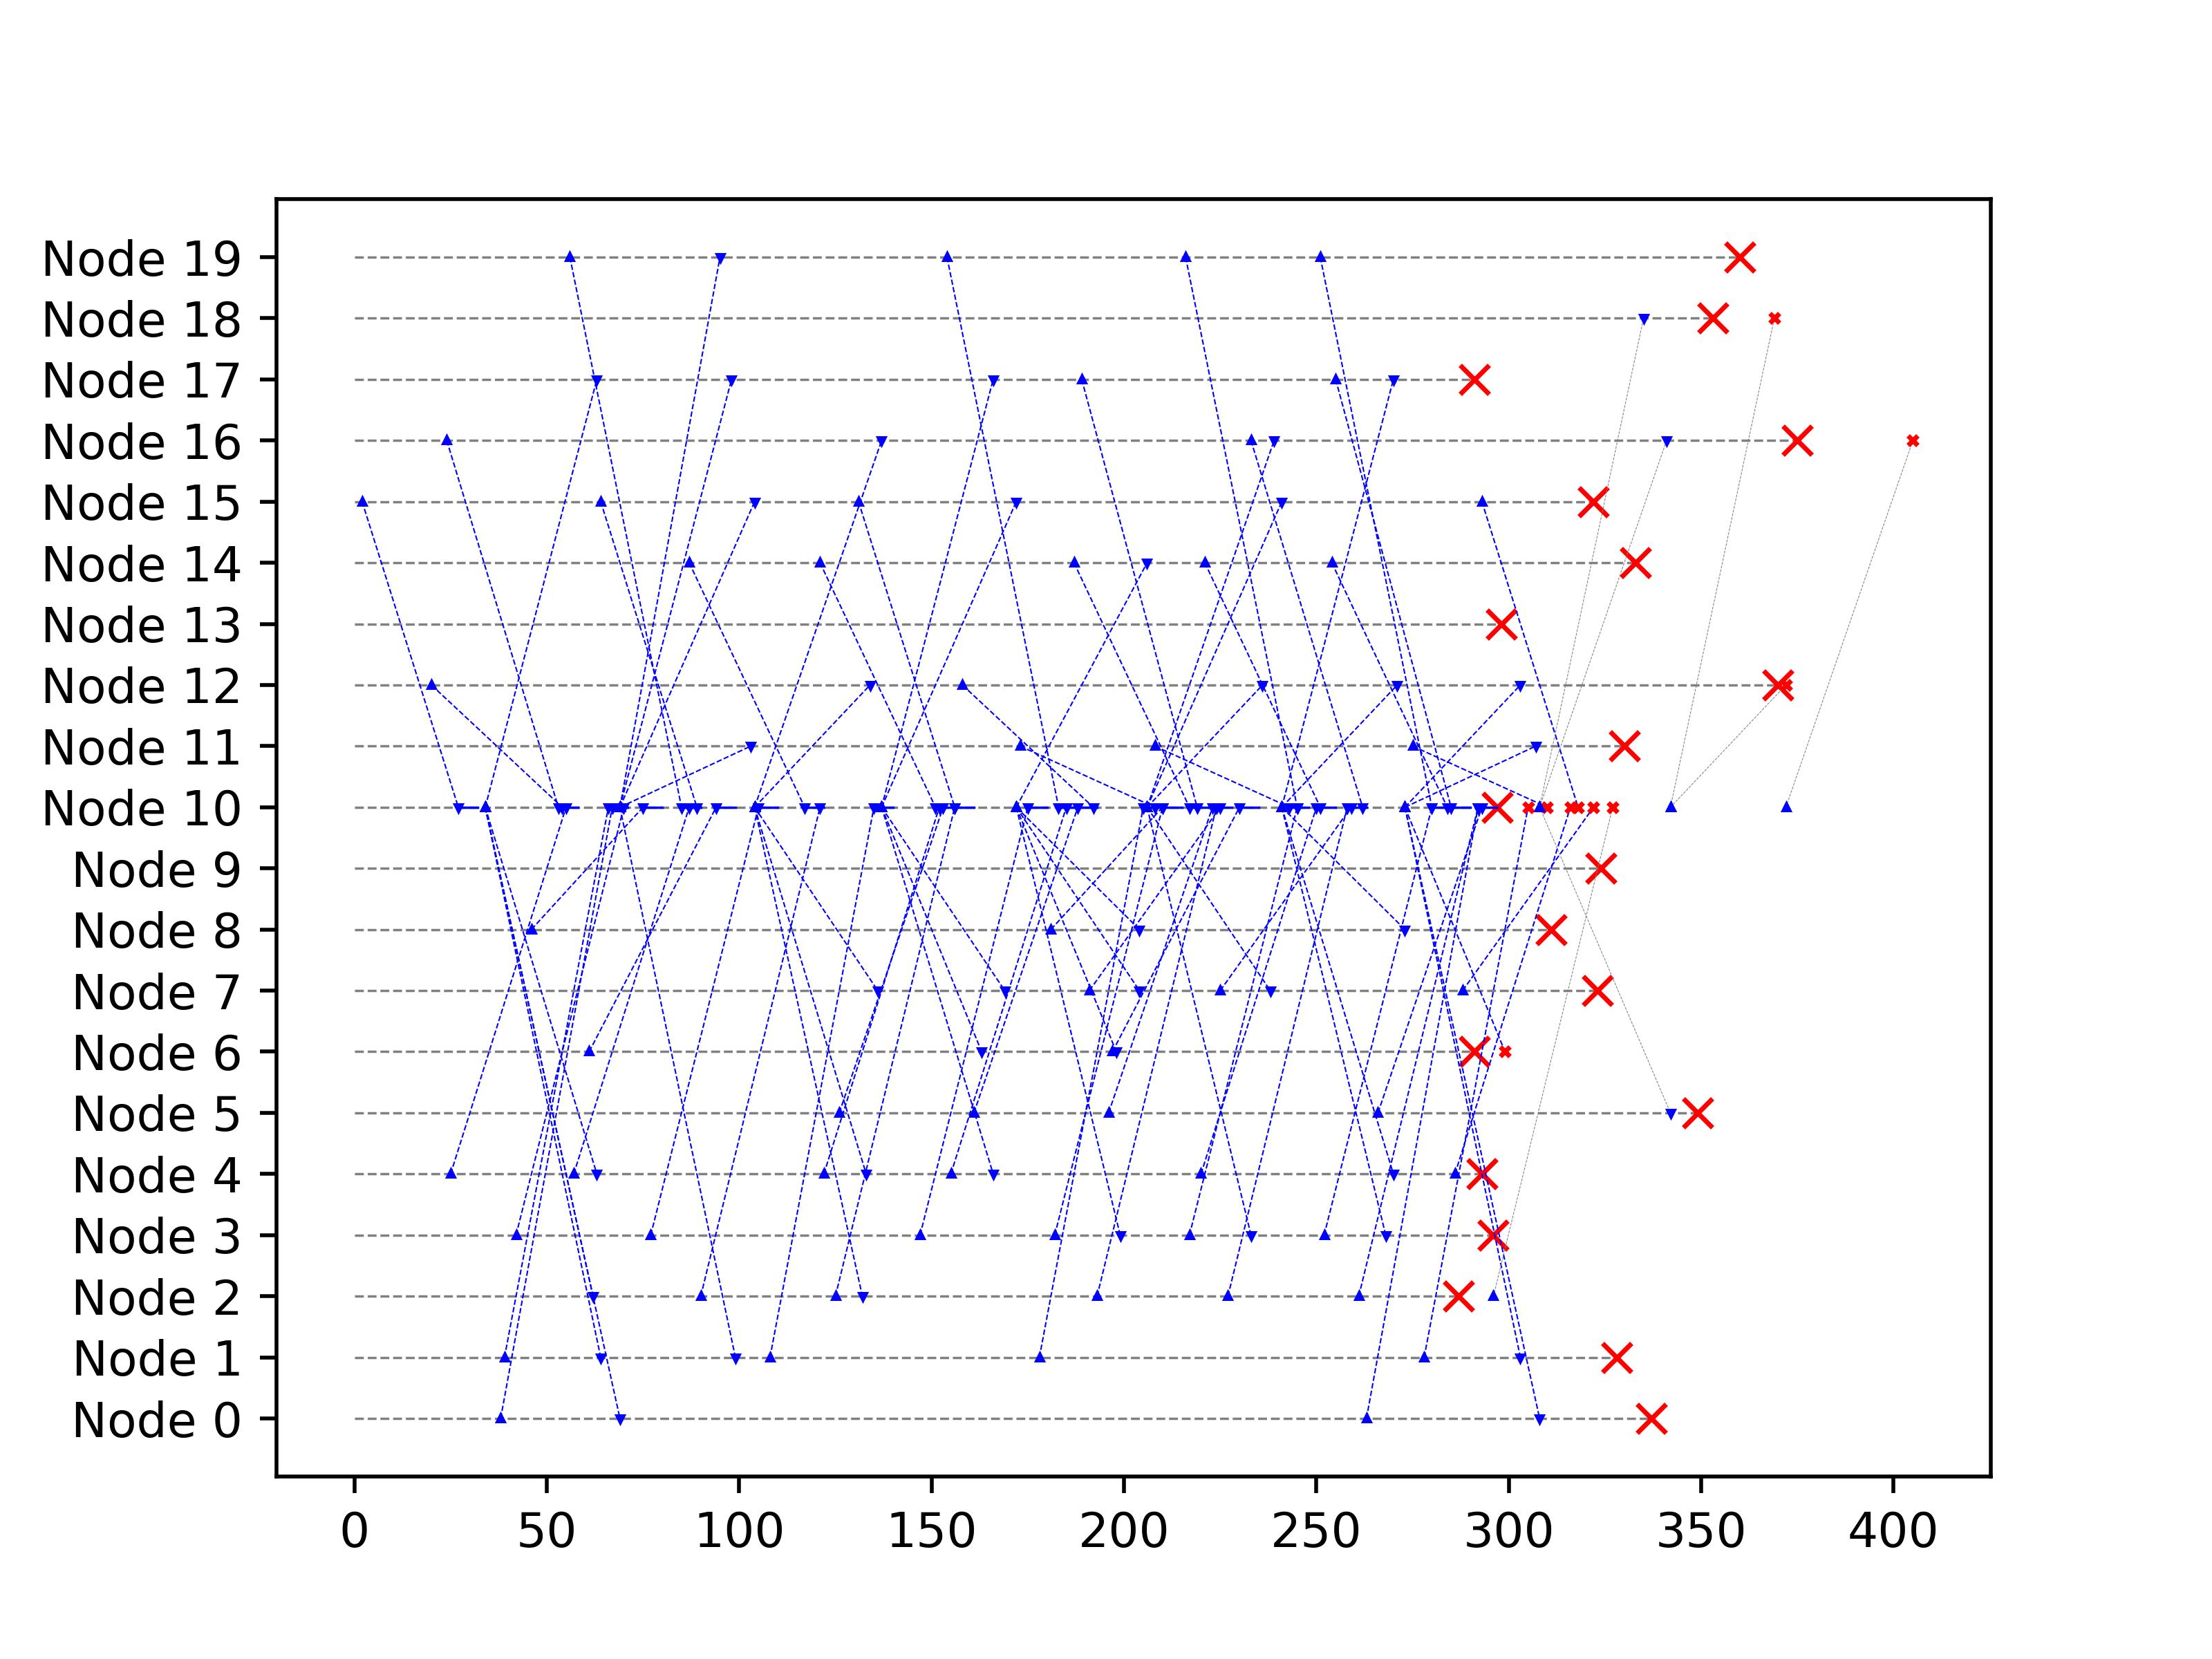 Node 19
Node 18
Node 17
Node 16
Node 15
Node 14
Node 13
Node 12
Node 11
Node 10
Node 9
Node 8
Node 7
Node 6
Node 5
Node 4
Node 3
Node 2
Node 1
Node 0
0 50 100 150 200 250 300 350 400